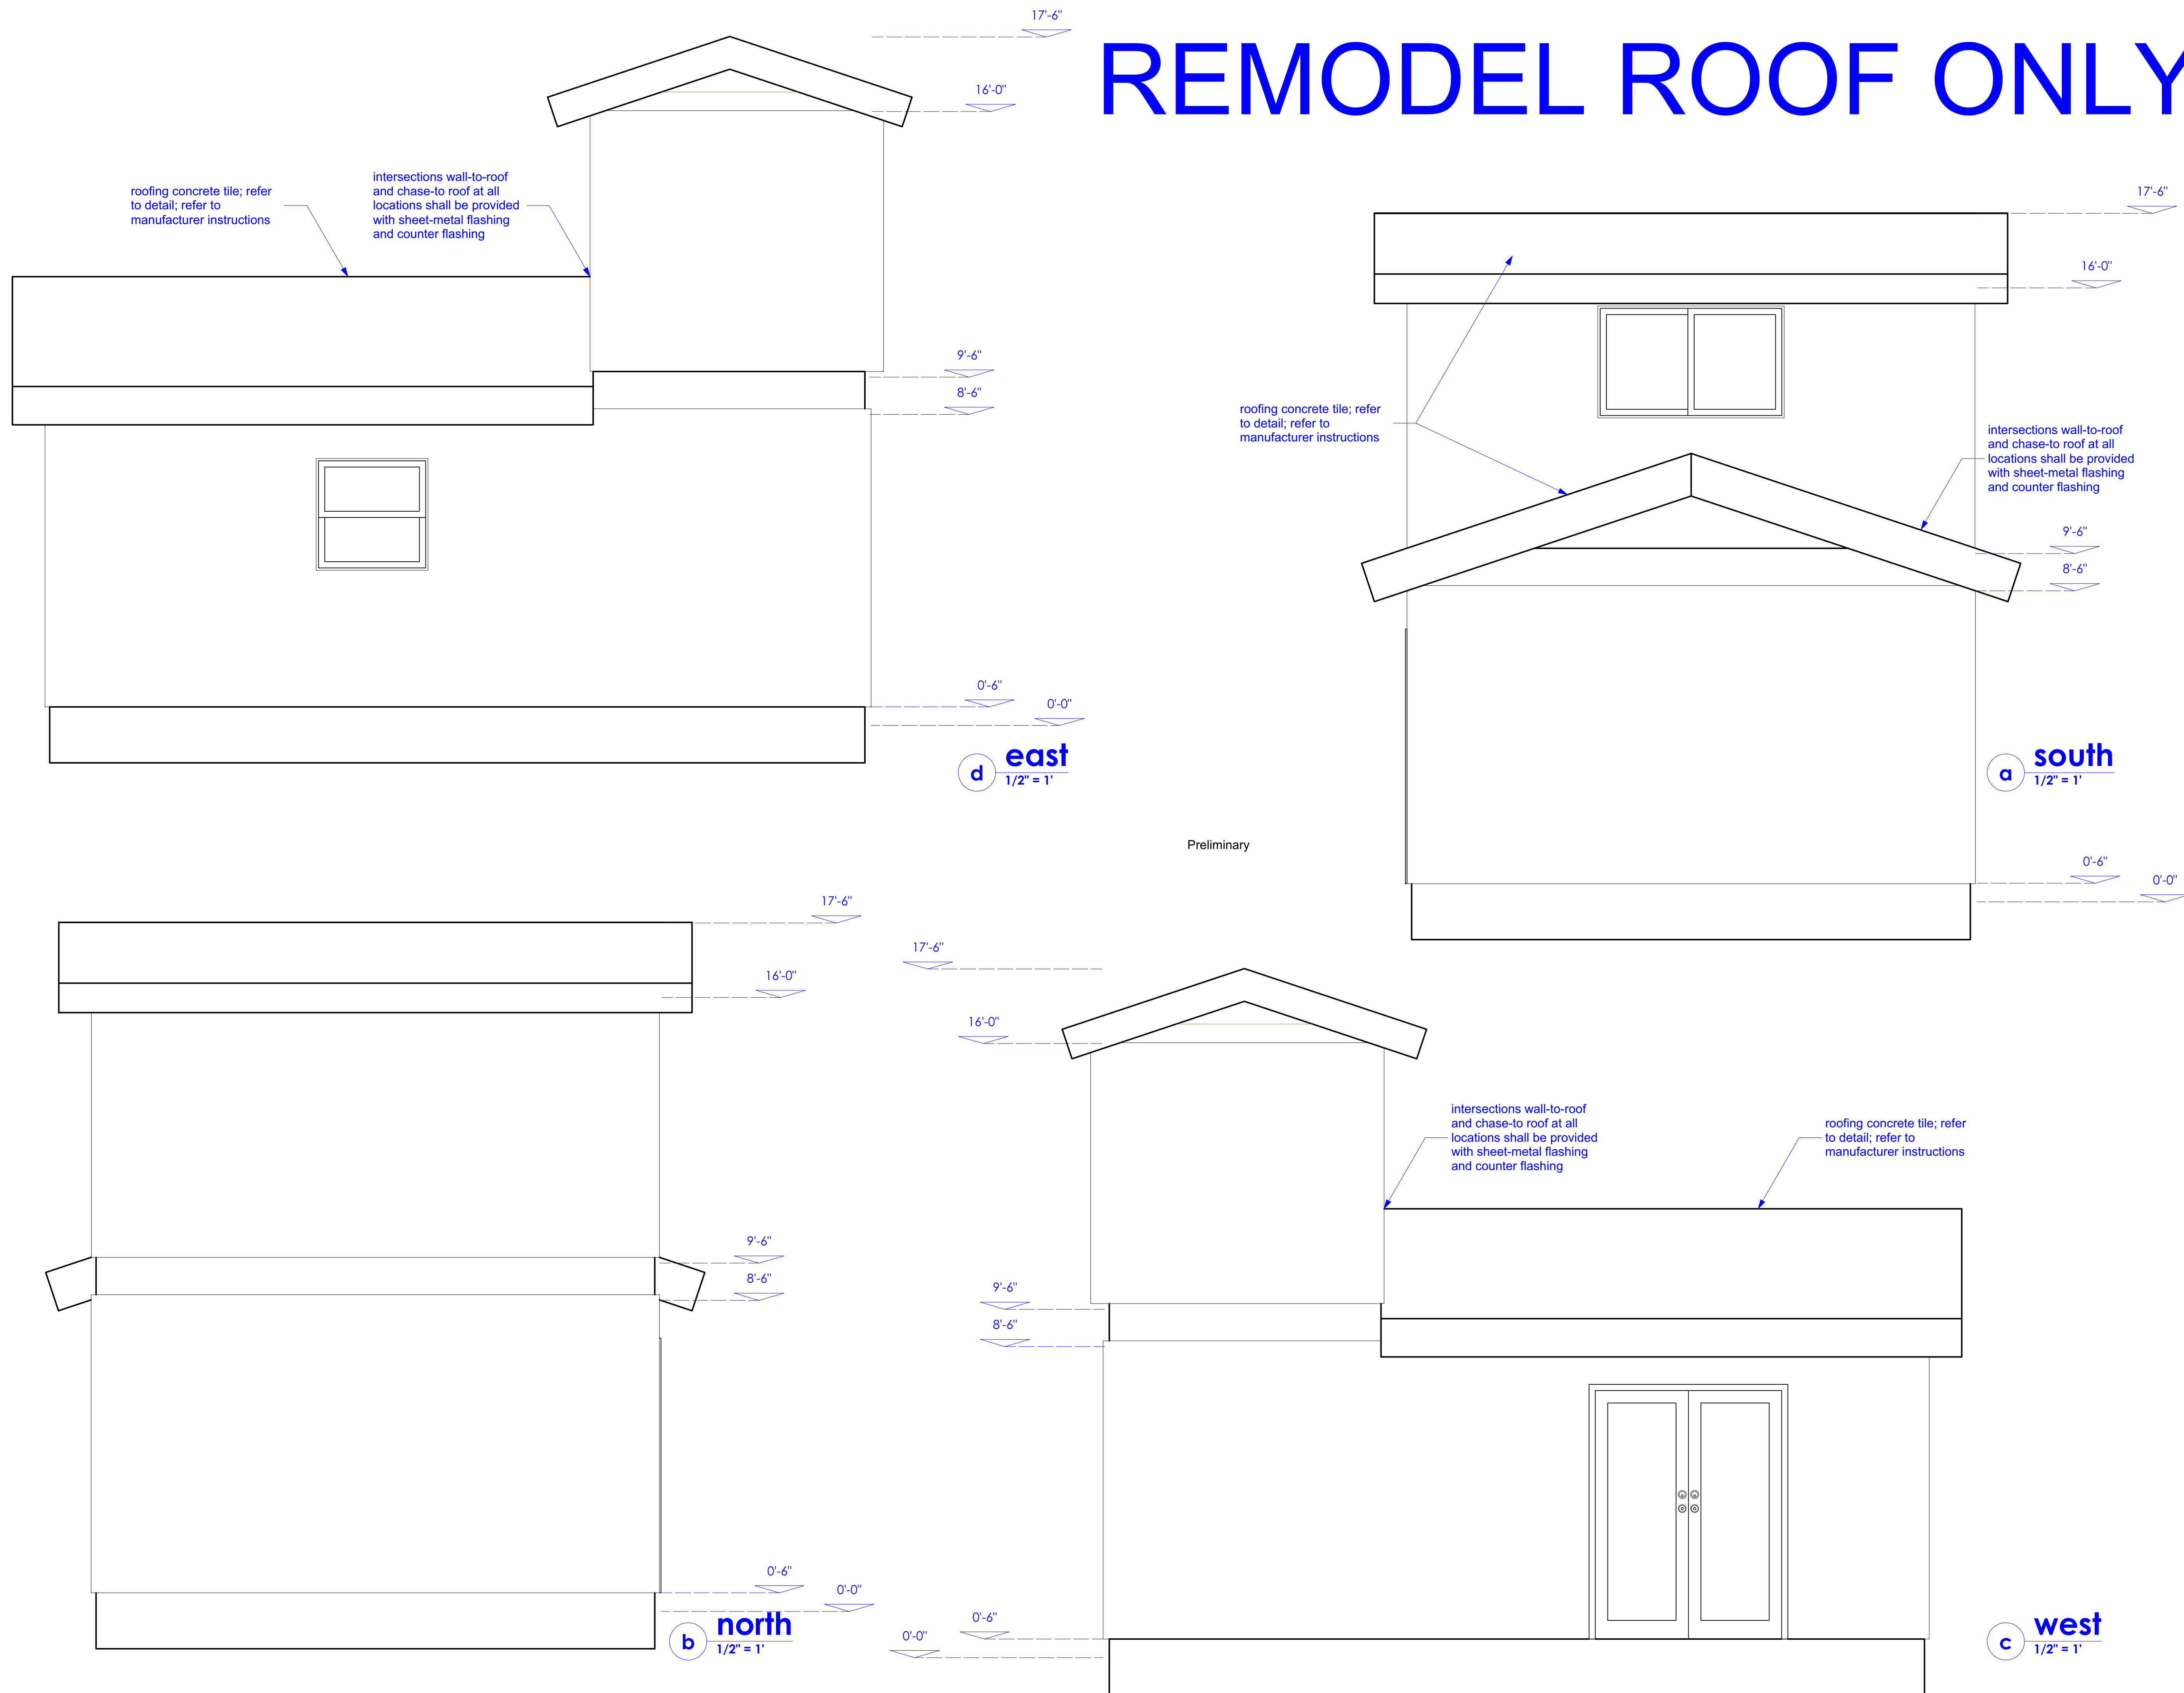 REMODEL ROOF ONLY
17'-6"
16'-0"
roofing concrete tile; refer
to detail; refer to
manufacturer instructions
intersections wall-to-roof
and chase-to roof at all
locations shall be provided
with sheet-metal flashing
and counter flashing
9'-6"
8'-6"
0'-6"
0'-0"
d
east
1/2" = 1'
17'-6"
16'-0"
roofing concrete tile; refer
to detail; refer to
manufacturer instructions
intersections wall-to-roof
and chase-to roof at all
locations shall be provided
with sheet-metal flashing
and counter flashing
9'-6"
8'-6"
0'-6"
0'-0"
a
south
1/2" = 1'
Preliminary
17'-6"
16'-0"
9'-6"
8'-6"
0'-6"
0'-0"
b
north
1/2" = 1'
17'-6"
16'-0"
intersections wall-to-roof
and chase-to roof at all
locations shall be provided
with sheet-metal flashing
and counter flashing
roofing concrete tile; refer
to detail; refer to
manufacturer instructions
9'-6"
8'-6"
0'-6"
0'-0"
c
west
1/2" = 1'